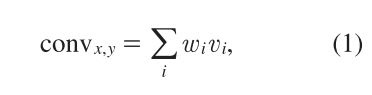 conv_{x,y} = \sum_i w_i v_i, (1)